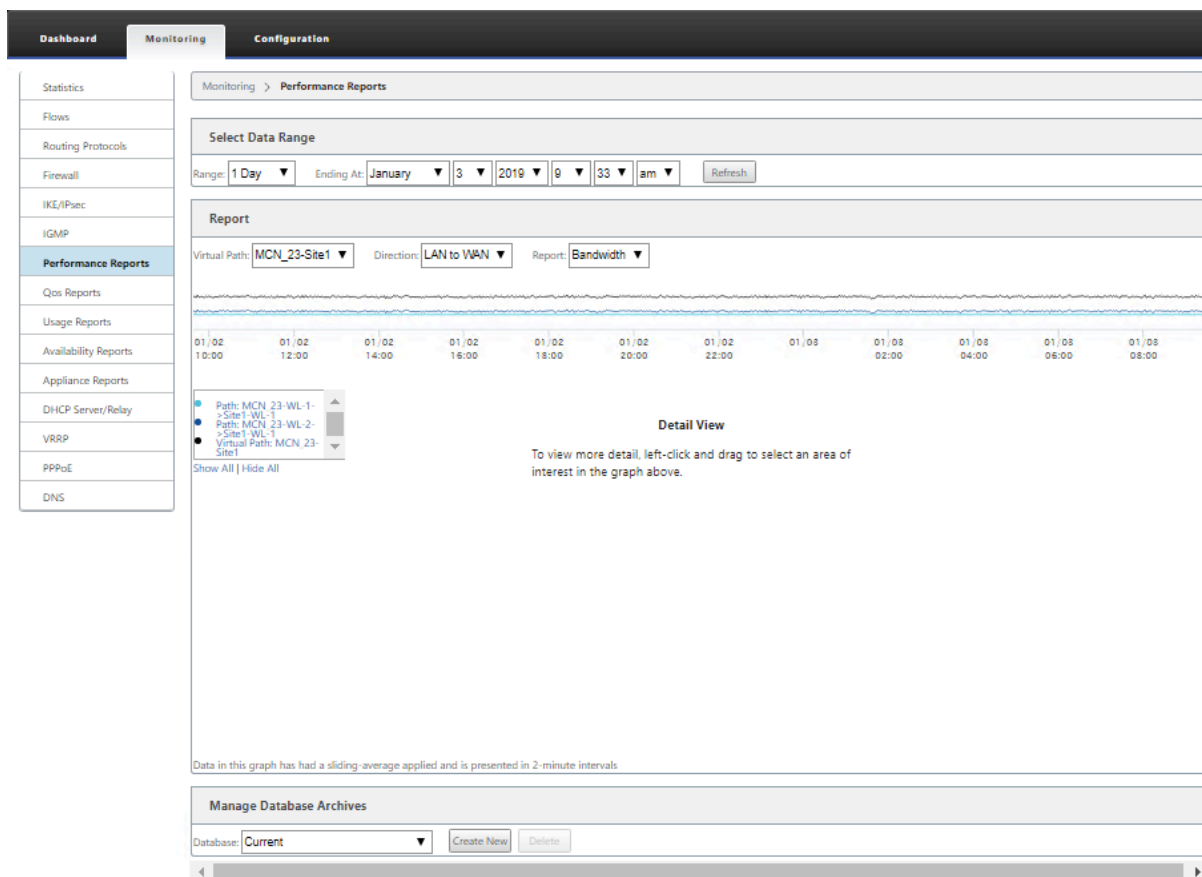 Dashboard Monitoring Configuration
Statistics
Flows
Routing Protocols
Firewall
IKE/IPsec
IGMP
Performance Reports
Qos Reports
Usage Reports
Availability Reports
Appliance Reports
DHCP Server/Relay
VRRP
PPPoE
DNS
Monitoring > Performance Reports
Select Data Range
Range: 1 Day Ending At: January 3 2019 9 33 am Refresh
Report
Virtual Path: MCN_23-Site1 Direction: LAN to WAN Report: Bandwidth
01/02 01/02 01/02 01/02 01/02 01/02 01/02 01/03 01/03 01/03 01/03 01/03
10:00 12:00 14:00 16:00 18:00 20:00 22:00 02:00 04:00 06:00 08:00
Path: MCN_23-WL-1-
>Site1-WL-1
Path: MCN_23-WL-2-
>Site1-WL-1
Virtual Path: MCN_23-
Site1
Show All | Hide All
Detail View
To view more detail, left-click and drag to select an area of
interest in the graph above.
Data in this graph has had a sliding-average applied and is presented in 2-minute intervals
Manage Database Archives
Database: Current Create New Delete